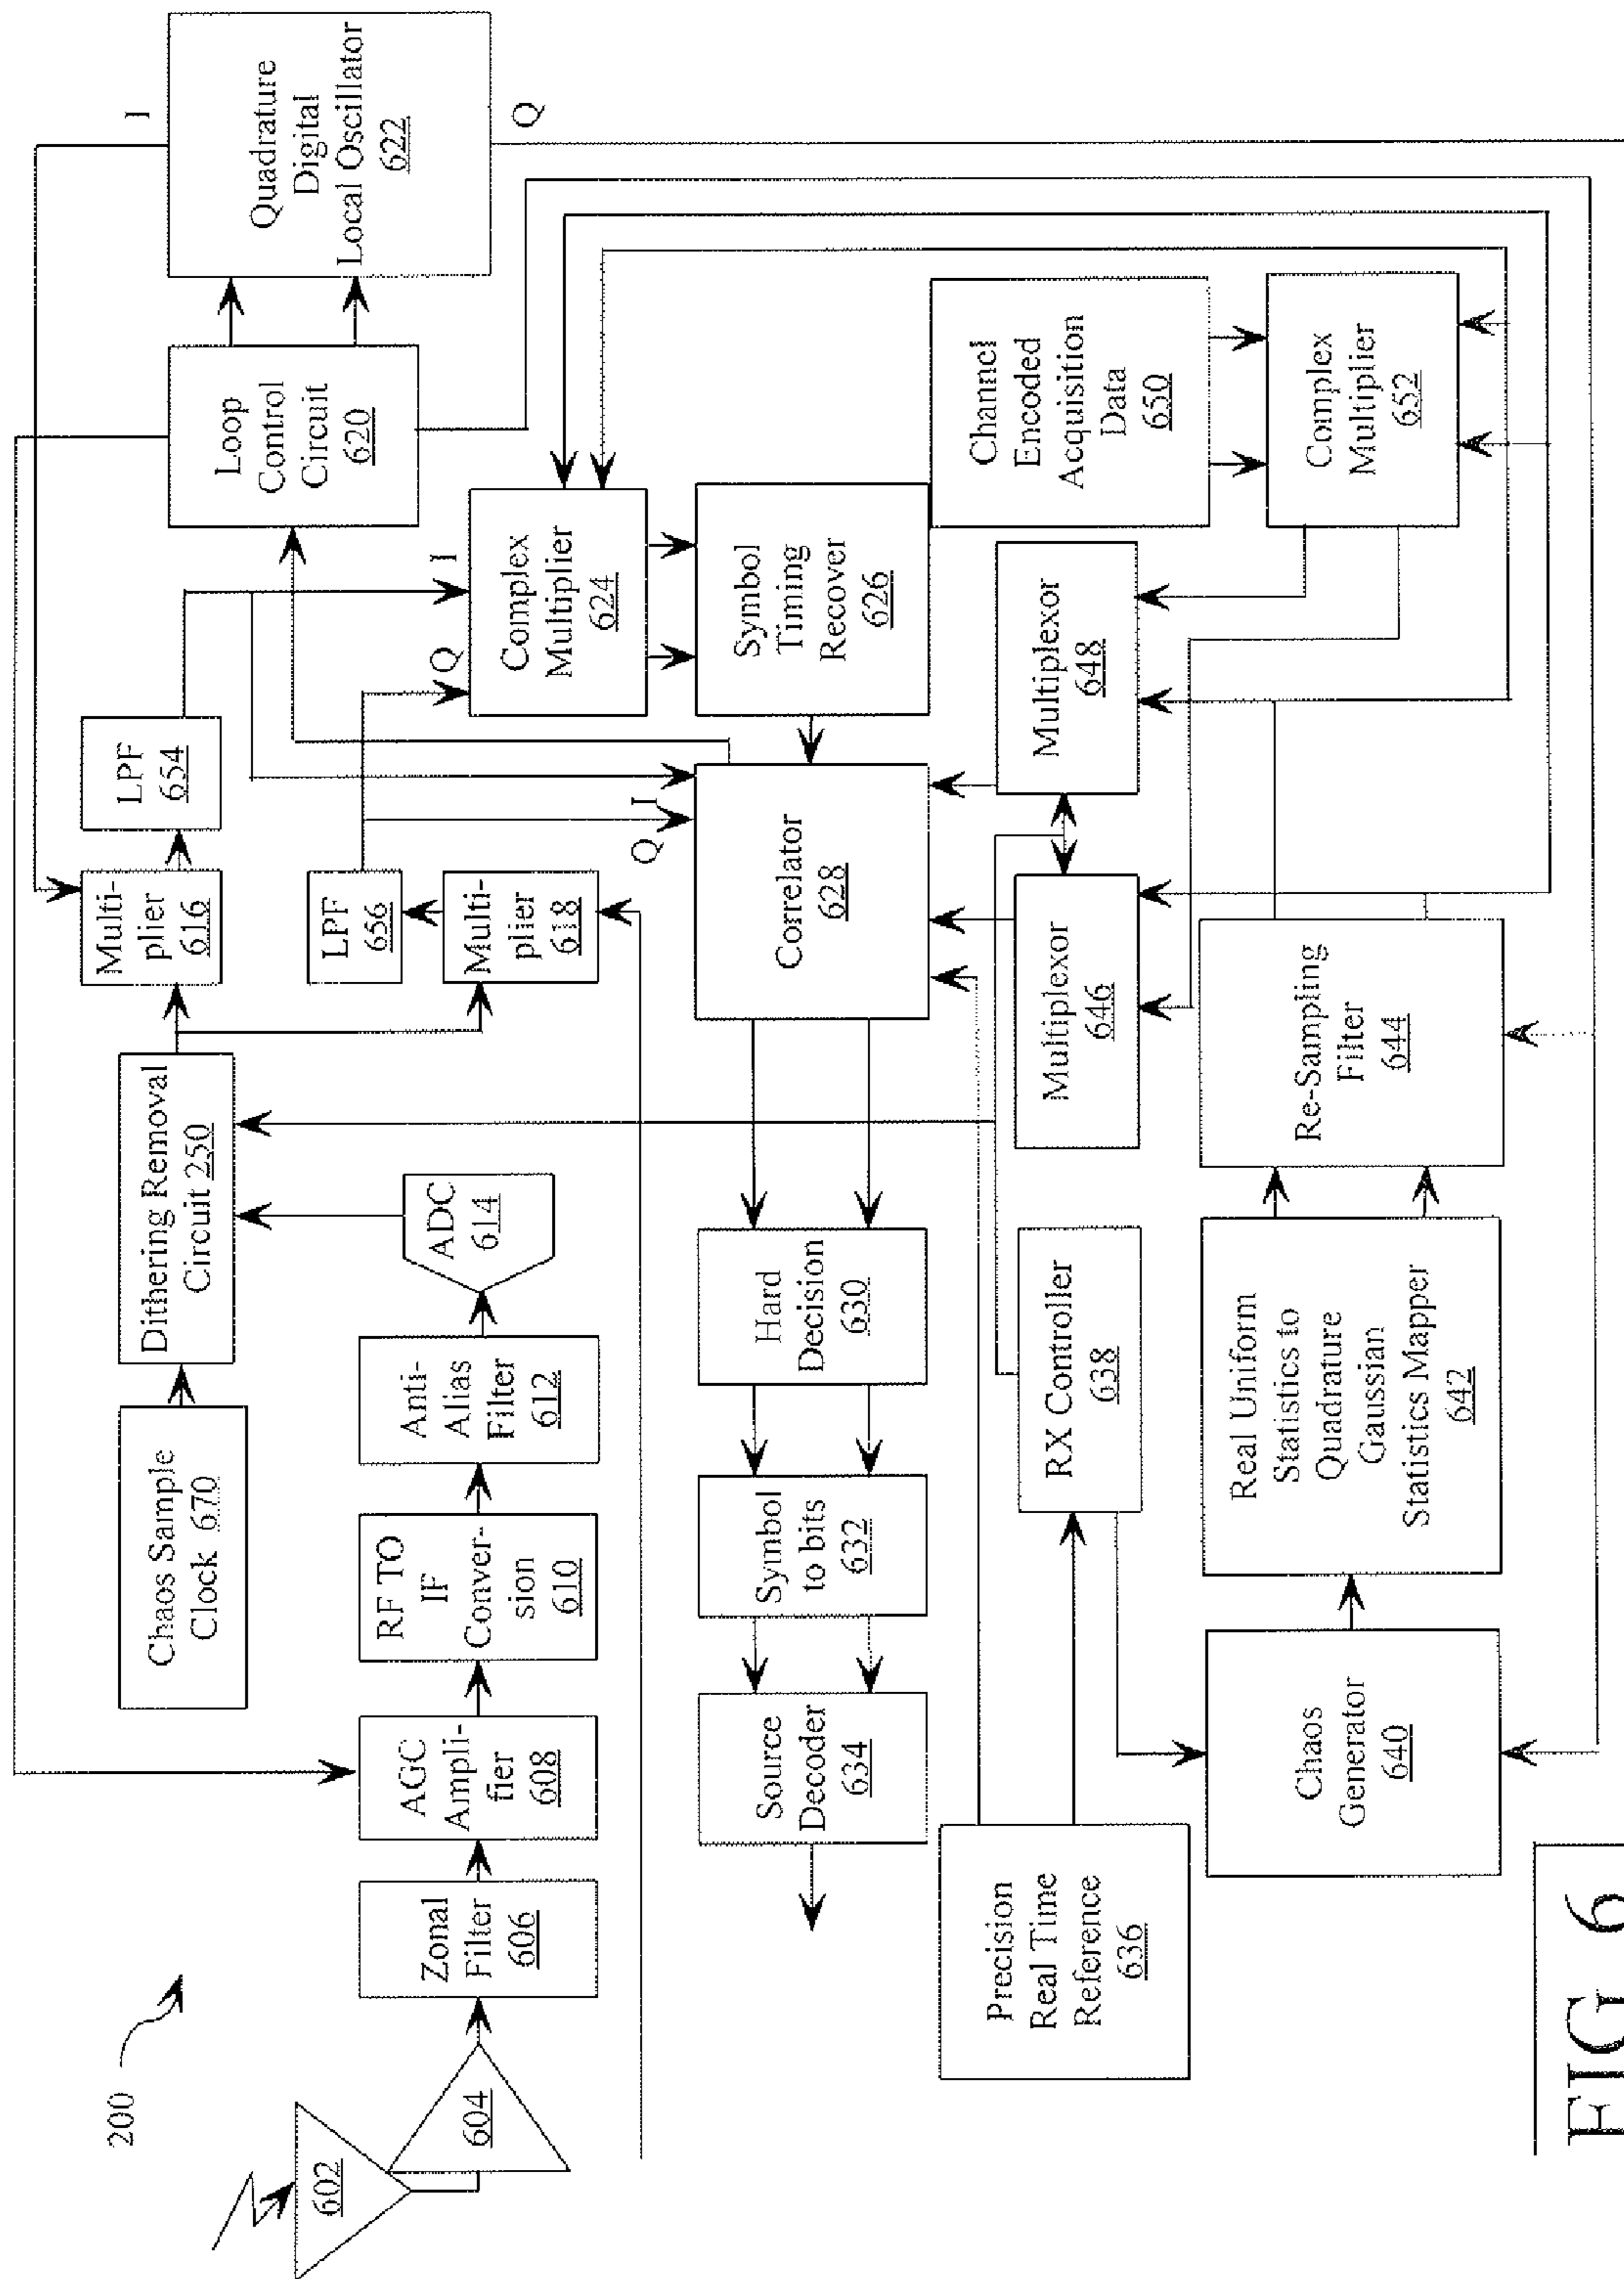 200
602
604
Zonal
Filter
606
AGC
Ampli-
fier
608
RF TO
IF
Conver-
sion
610
Anti-
Alias
Filter
612
ADC
614
Chaos Sample
Clock 670
Dithering Removal
Circuit 250
Multi-
plier
616
LPF
654
LPF
656
Multi-
plier
618
Loop
Control
Circuit
620
Quadrature
Digital
Local Oscillator
622
I
Q
Q
I
Complex
Multiplier
624
Symbol
Timing
Recover
626
Q
I
Correlator
628
Hard
Decision
630
Symbol
to bits
632
Source
Decoder
634
Precision
Real Time
Reference
636
RX Controller
638
Multiplexor
646
Multiplexor
648
Channel
Encoded
Acquisition
Data
650
Complex
Multiplier
652
Chaos
Generator
640
Real Uniform
Statistics to
Quadrature
Gaussian
Statistics Mapper
642
Re-Sampling
Filter
644
FIG 6